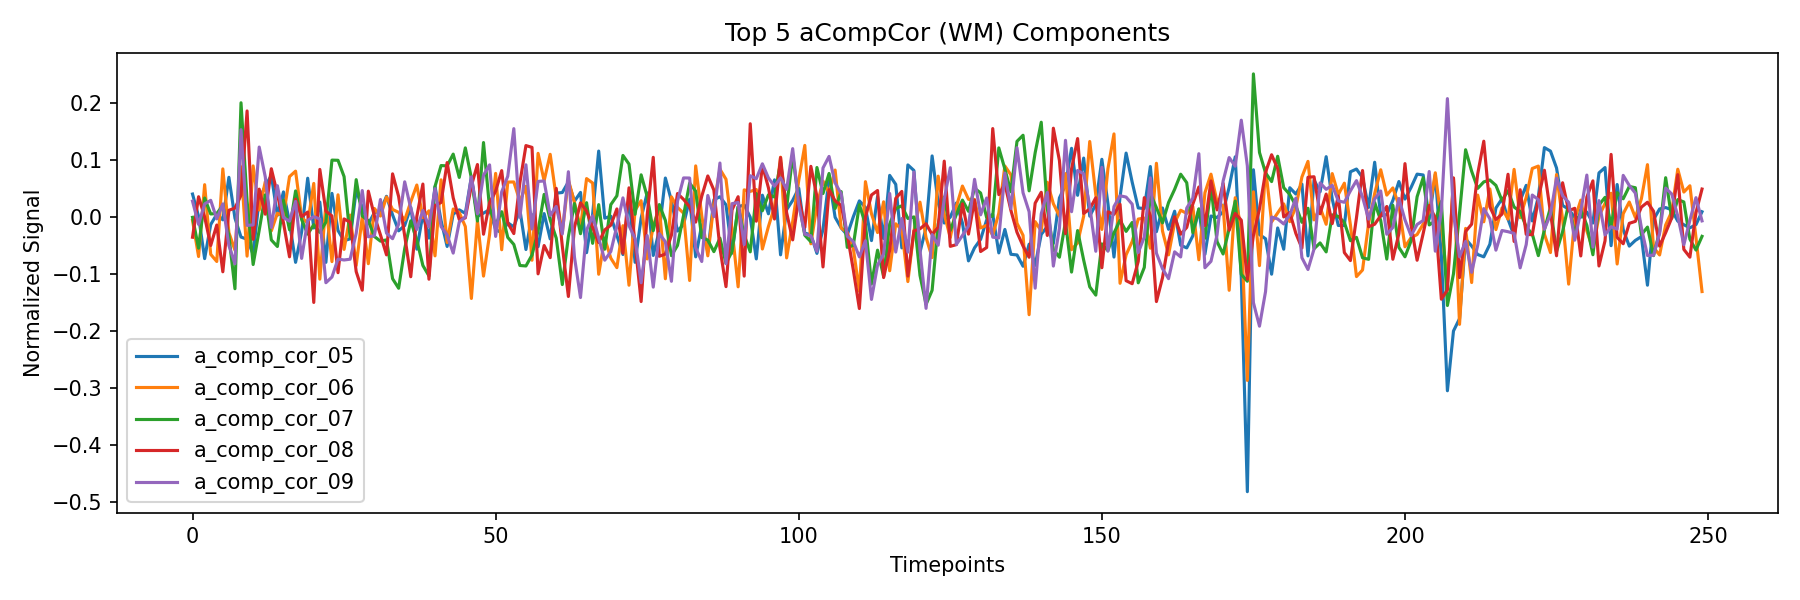 Top 5 aCompCor (WM) Components
Normalized Signal
0.2
0.1
0.0
−0.1
−0.2
−0.3
−0.4
−0.5
a_comp_cor_05
a_comp_cor_06
a_comp_cor_07
a_comp_cor_08
a_comp_cor_09
0 50 100 150 200 250
Timepoints